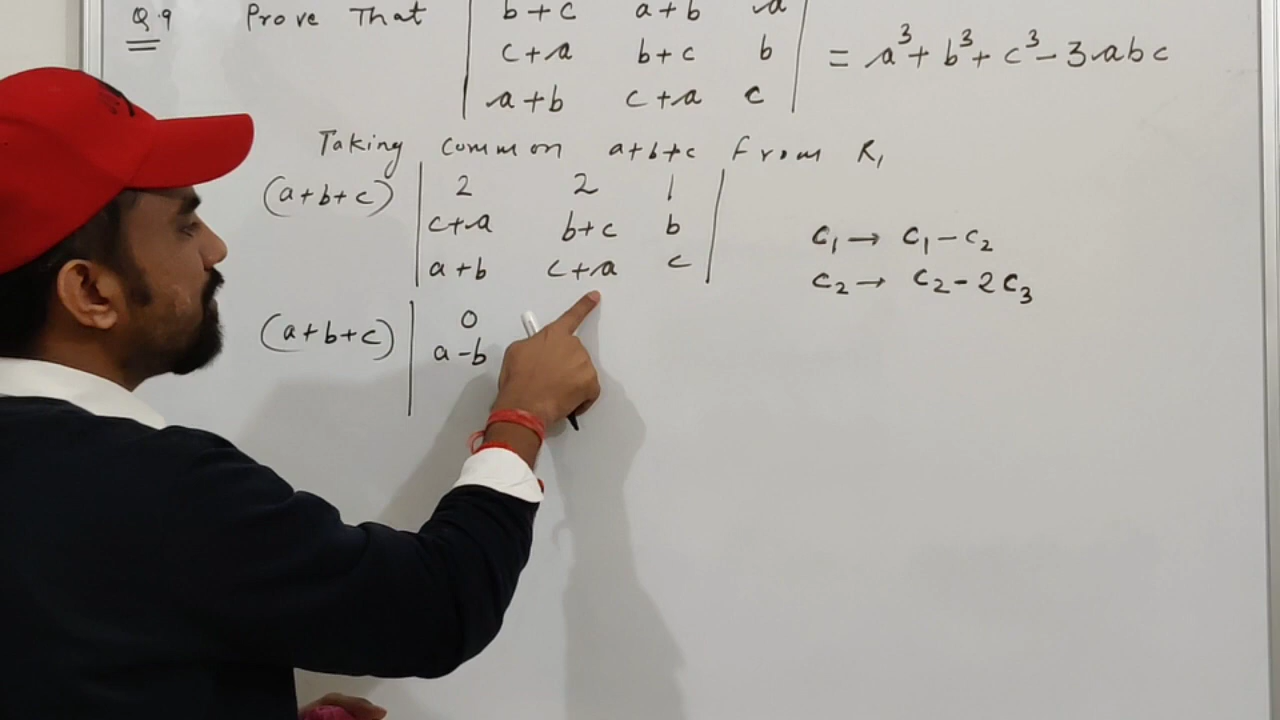 Q.9 Prove That | b+c a+b a |
| c+a b+c b | = a³+ b³+ c³- 3abc
| a+b c+a c |
Taking common a+b+c from R₁
(a+b+c) | 2 2 1 |
| c+a b+c b | C₁→ C₁-C₂
| a+b c+a c | C₂→ C₂-2C₃
(a+b+c) | 0
a-b